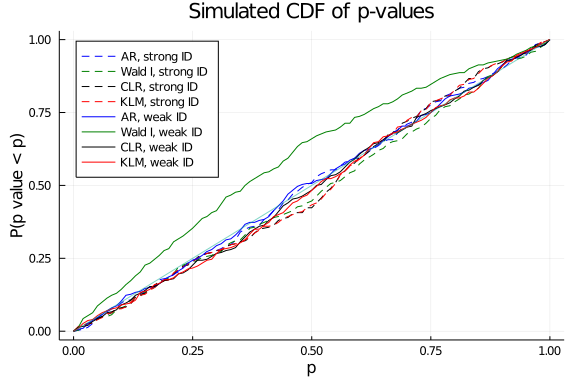 Simulated CDF of p-values
1.00
0.75
0.50
0.25
0.00
P(p value < p)
AR, strong ID
Wald I, strong ID
CLR, strong ID
KLM, strong ID
AR, weak ID
Wald I, weak ID
CLR, weak ID
KLM, weak ID
0.00 0.25 0.50 0.75 1.00
p